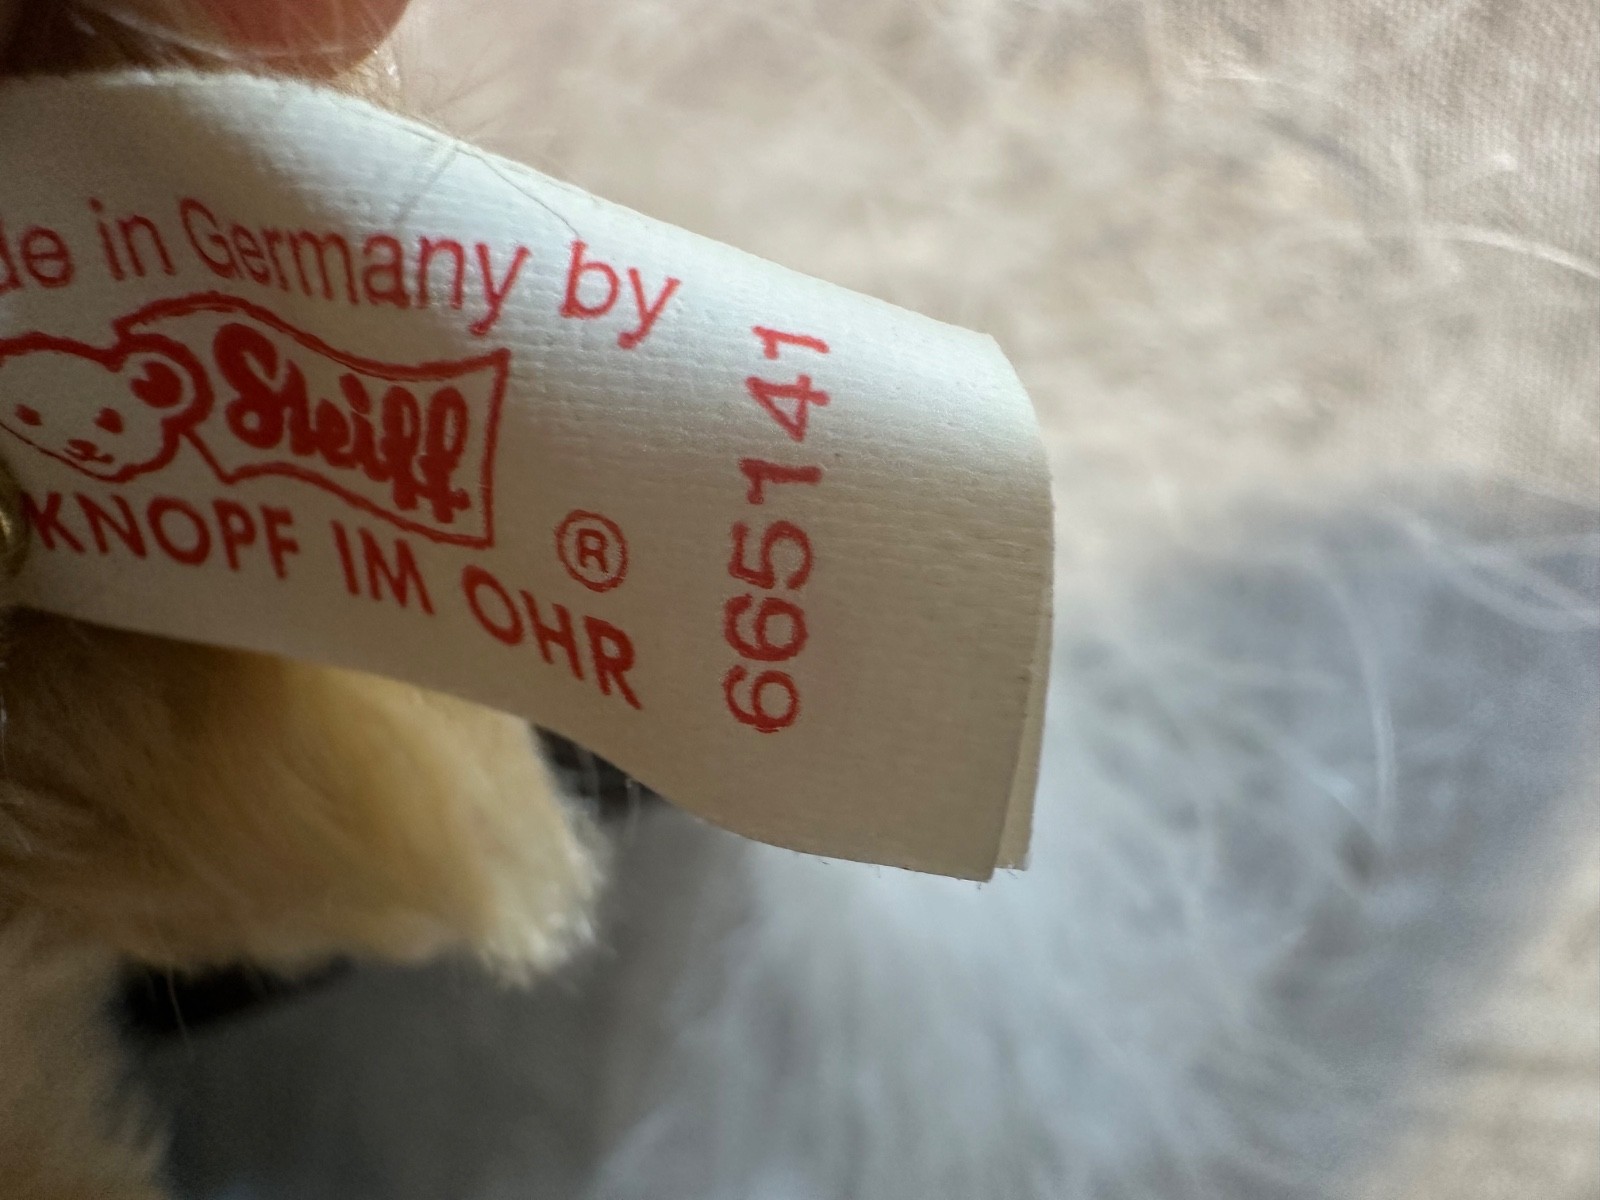 de in Germany by
Steiff
KNOPF IM OHR
®
665141